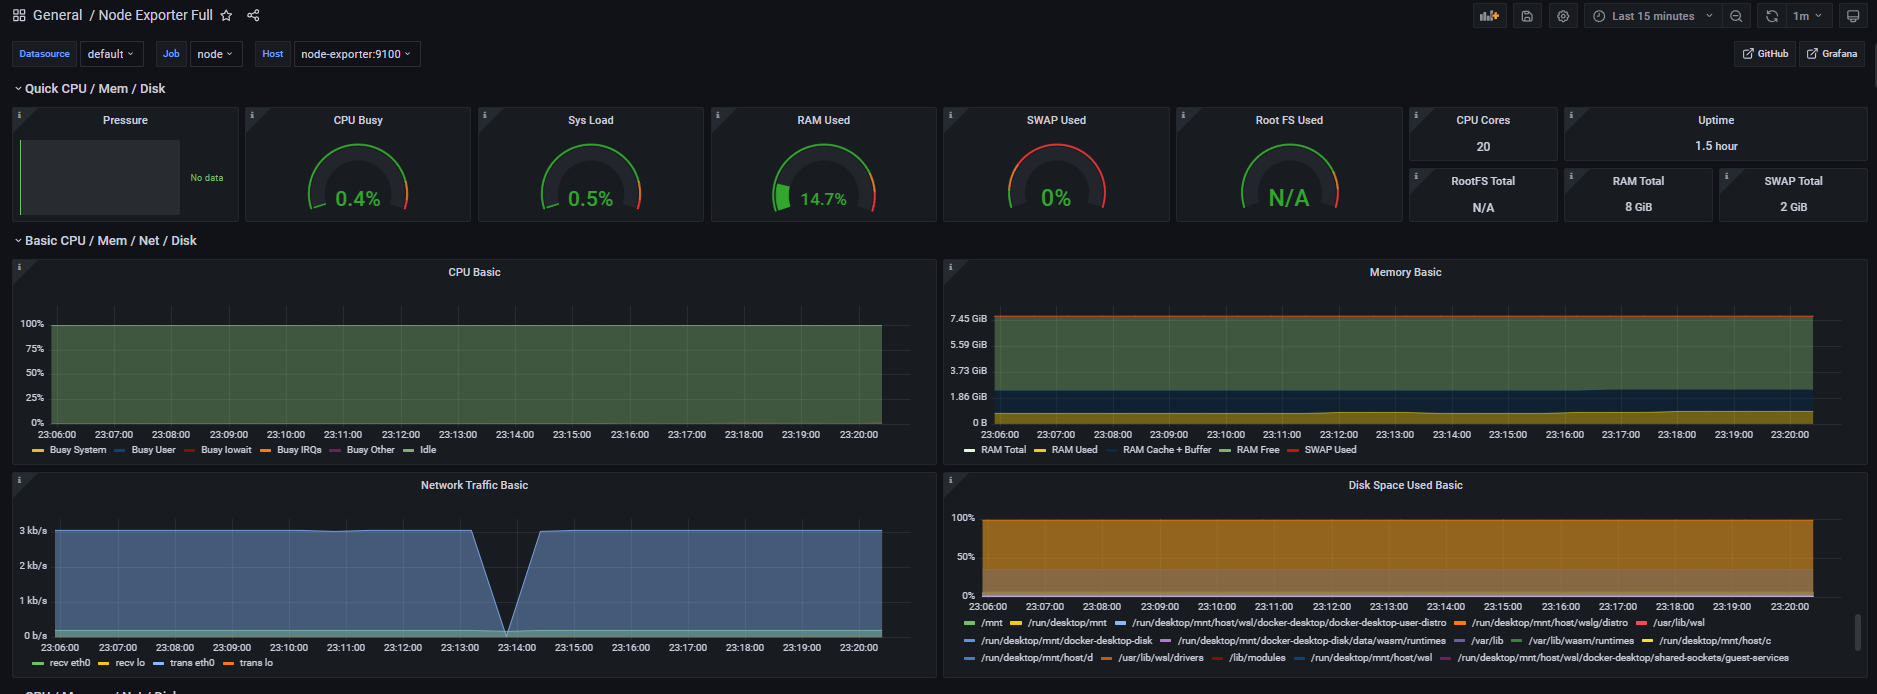 General / Node Exporter Full
Last 15 minutes
1m
Datasource default Job node Host node-exporter:9100
GitHub Grafana
Quick CPU / Mem / Disk
Pressure
No data
CPU Busy
0.4%
Sys Load
0.5%
RAM Used
14.7%
SWAP Used
0%
Root FS Used
N/A
CPU Cores
20
Uptime
1.5 hour
RootFS Total
N/A
RAM Total
8 GiB
SWAP Total
2 GiB
Basic CPU / Mem / Net / Disk
CPU Basic
100%
75%
50%
25%
0%
23:06:00 23:07:00 23:08:00 23:09:00 23:10:00 23:11:00 23:12:00 23:13:00 23:14:00 23:15:00 23:16:00 23:17:00 23:18:00 23:19:00 23:20:00
Busy System Busy User Busy Iowait Busy IRQs Busy Other Idle
Memory Basic
7.45 GiB
5.59 GiB
3.73 GiB
1.86 GiB
0 B
23:06:00 23:07:00 23:08:00 23:09:00 23:10:00 23:11:00 23:12:00 23:13:00 23:14:00 23:15:00 23:16:00 23:17:00 23:18:00 23:19:00 23:20:00
RAM Total RAM Used RAM Cache + Buffer RAM Free SWAP Used
Network Traffic Basic
3 kb/s
2 kb/s
1 kb/s
0 b/s
23:06:00 23:07:00 23:08:00 23:09:00 23:10:00 23:11:00 23:12:00 23:13:00 23:14:00 23:15:00 23:16:00 23:17:00 23:18:00 23:19:00 23:20:00
recv eth0 recv lo trans eth0 trans lo
Disk Space Used Basic
100%
50%
0%
23:06:00 23:07:00 23:08:00 23:09:00 23:10:00 23:11:00 23:12:00 23:13:00 23:14:00 23:15:00 23:16:00 23:17:00 23:18:00 23:19:00 23:20:00
/mnt /run/desktop/mnt /run/desktop/mnt/host/wsl/docker-desktop/docker-desktop-user-distro /run/desktop/mnt/host/wslg/distro /usr/lib/wsl
/run/desktop/mnt/docker-desktop-disk /run/desktop/mnt/docker-desktop-disk/data/wasm/runtimes /var/lib /var/lib/wasm/runtimes /run/desktop/mnt/host/c
/run/desktop/mnt/host/d /usr/lib/wsl/drivers /lib/modules /run/desktop/mnt/host/wsl /run/desktop/mnt/host/wsl/docker-desktop/shared-sockets/guest-services